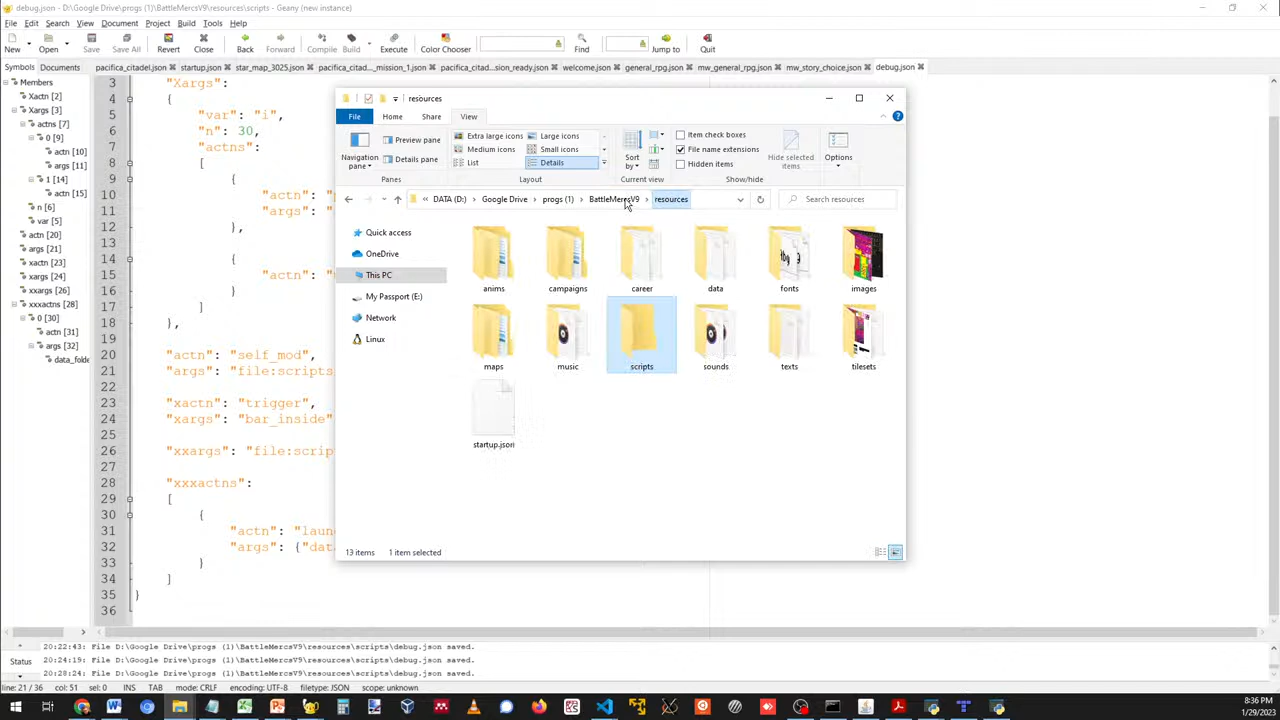 debug.json - D:\Google Drive\progs (1)\BattleMercsV9\resources\scripts - Geany (new instance)
File Edit Search View Document Project Build Tools Help
New Open Save Save All Revert Close Back Forward Compile Build Execute Color Chooser Find Jump to Quit
Symbols Documents
pacifica_citadel.json startup.json star_map_3025.json pacifica_citad..._mission_1.json pacifica_citad...sion_ready.json welcome.json general_rpg.json mw_general_rpg.json mw_story_choice.json debug.json
Members
Xactn [2]
Xargs [3]
actns [7]
0 [9]
actn [10]
args [11]
1 [14]
actn [15]
n [6]
var [5]
actn [20]
args [21]
xactn [23]
xargs [24]
xxargs [26]
xxxactns [28]
0 [30]
actn [31]
args [32]
data_folde
3 "Xargs":
4 {
5 "var": "i",
6 "n": 30,
7 "actns":
8 [
9 {
10 "actn": "
11 "args": "
12 },
13
14 {
15 "actn": "
16 }
17 ]
18 },
19
20 "actn": "self_mod",
21 "args": "file:scripts
22
23 "xactn": "trigger",
24 "xargs": "bar_inside"
25
26 "xxargs": "file:scrip
27
28 "xxxactns":
29 [
30 {
31 "actn": "laun
32 "args": {"dat
33 }
34 ]
35 }
36
resources
File Home Share View
Navigation pane
Preview pane
Details pane
Panes
Extra large icons Large icons
Medium icons Small icons
List Details
Layout
Sort by
Current view
Item check boxes
File name extensions
Hidden items
Hide selected items
Show/hide
Options
« DATA (D:) Google Drive progs (1) BattleMercsV9 resources
Search resources
Quick access
OneDrive
This PC
My Passport (E:)
Network
Linux
anims campaigns career data fonts images
maps music scripts sounds texts tilesets
startup.json
13 items 1 item selected
Status
20:22:43: File D:\Google Drive\progs (1)\BattleMercsV9\resources\scripts\debug.json saved.
20:24:19: File D:\Google Drive\progs (1)\BattleMercsV9\resources\scripts\debug.json saved.
20:28:24: File D:\Google Drive\progs (1)\BattleMercsV9\resources\scripts\debug.json saved.
line: 21 / 36 col: 51 sel: 0 INS TAB mode: CRLF encoding: UTF-8 filetype: JSON scope: unknown
8:36 PM
1/29/2023